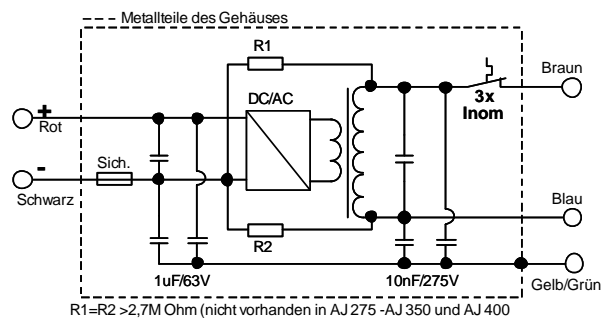 Metallteile des Gehäuses
R1
DC/AC
Braun
3x
Inom
+
Rot
Sich.
-
Schwarz
Blau
R2
1uF/63V
10nF/275V
Gelb/Grün
R1=R2 >2,7M Ohm (nicht vorhanden in AJ 275 -AJ 350 und AJ 400